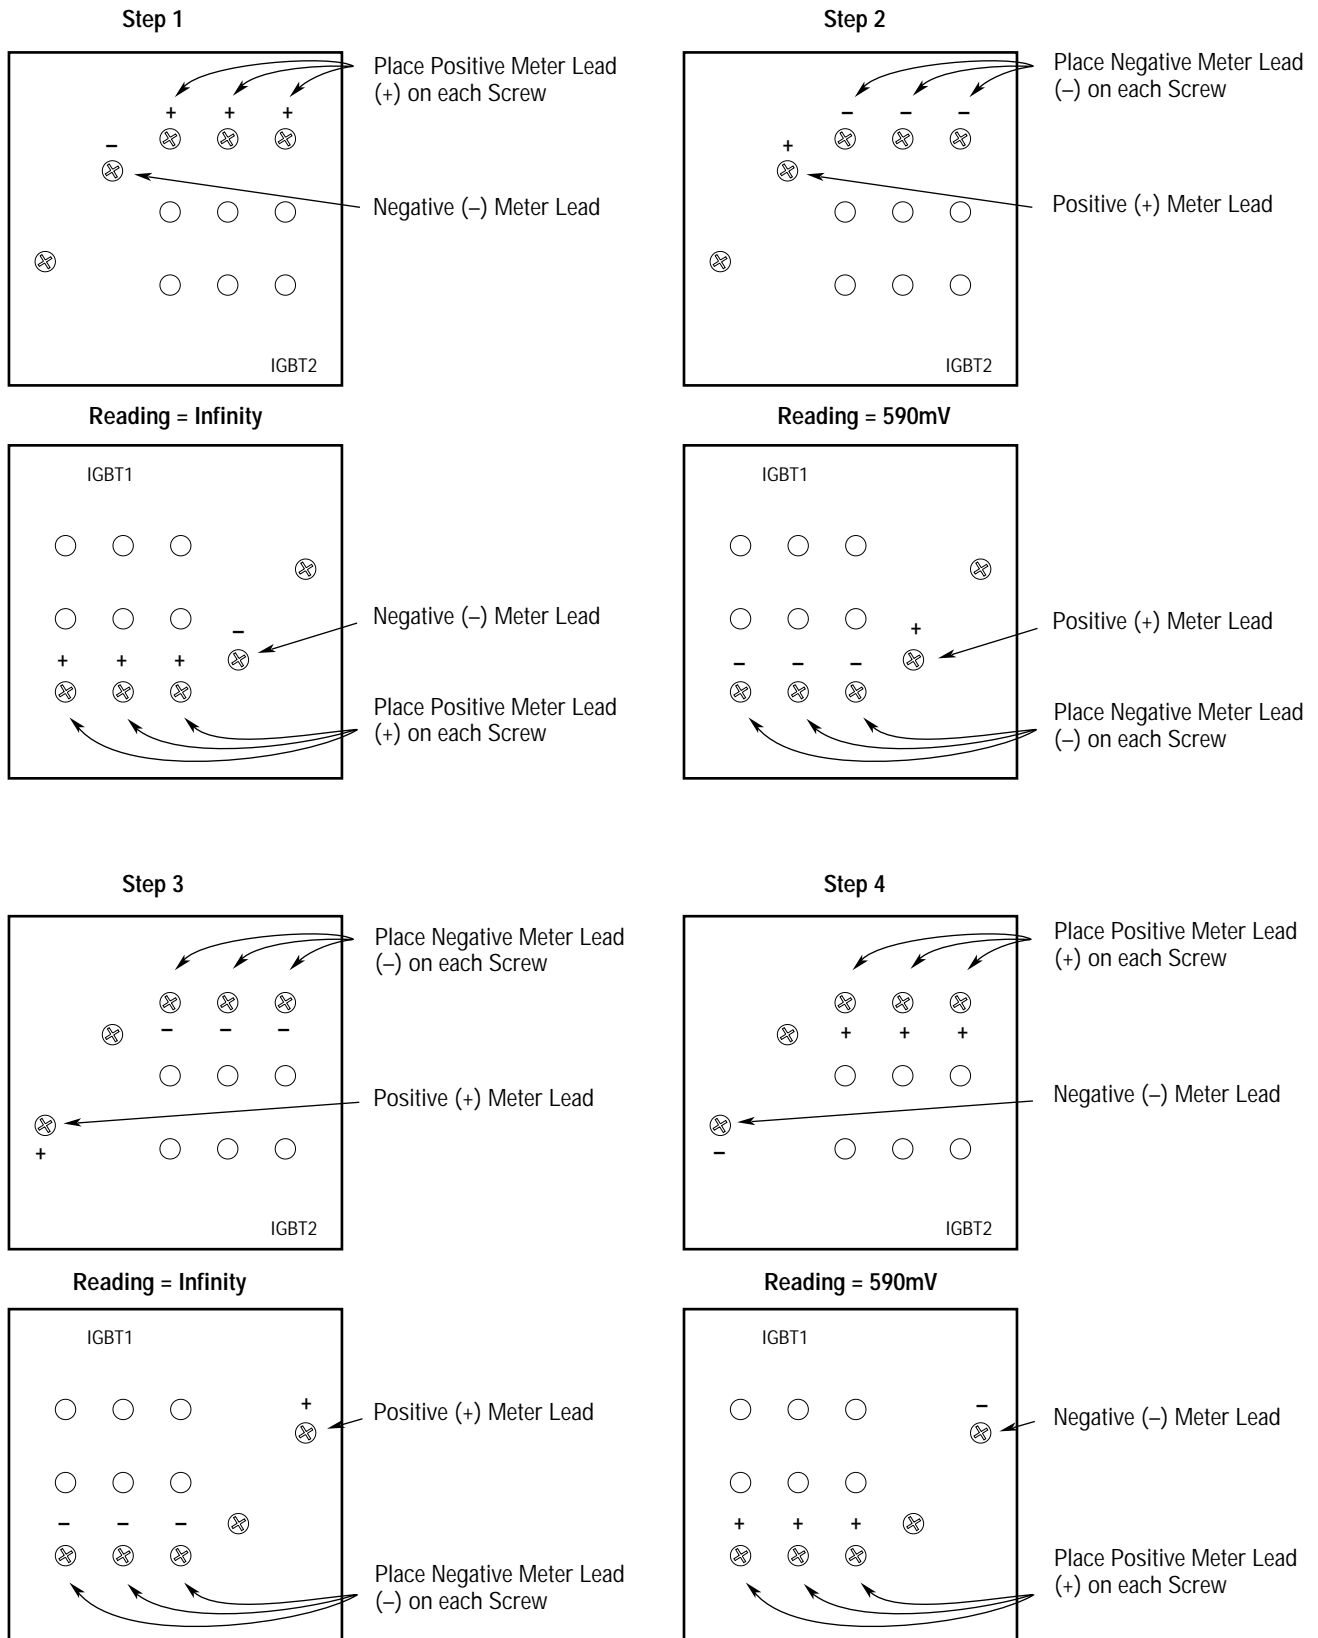 Step 1
Place Positive Meter Lead
(+) on each Screw
+ + +
–
Negative (–) Meter Lead
IGBT2
Reading = Infinity
IGBT1
Negative (–) Meter Lead
–
+ + +
Place Positive Meter Lead
(+) on each Screw
Step 2
Place Negative Meter Lead
(–) on each Screw
– – –
+
Positive (+) Meter Lead
IGBT2
Reading = 590mV
IGBT1
Positive (+) Meter Lead
+
– – –
Place Negative Meter Lead
(–) on each Screw
Step 3
Place Negative Meter Lead
(–) on each Screw
– – –
Positive (+) Meter Lead
+
IGBT2
Reading = Infinity
IGBT1
+
Positive (+) Meter Lead
– – –
Place Negative Meter Lead
(–) on each Screw
Step 4
Place Positive Meter Lead
(+) on each Screw
+ + +
Negative (–) Meter Lead
–
IGBT2
Reading = 590mV
IGBT1
–
Negative (–) Meter Lead
+ + +
Place Positive Meter Lead
(+) on each Screw